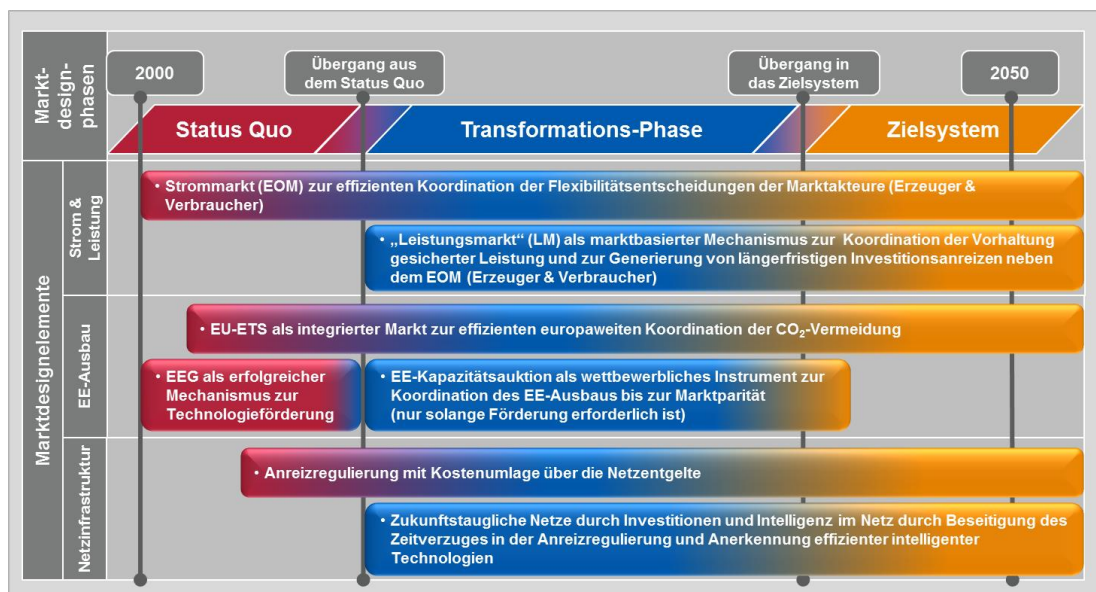 Markt-
design-
phasen
2000
Übergang aus
dem Status Quo
Übergang in
das Zielsystem
2050
Status Quo
Transformations-Phase
Zielsystem
Marktdesignelemente
Strom &
Leistung
• Strommarkt (EOM) zur effizienten Koordination der Flexibilitätsentscheidungen der Marktakteure (Erzeuger &
Verbraucher)
• „Leistungsmarkt“ (LM) als marktbasierter Mechanismus zur Koordination der Vorhaltung
gesicherter Leistung und zur Generierung von längerfristigen Investitionsanreizen neben
dem EOM (Erzeuger & Verbraucher)
EE-Ausbau
• EU-ETS als integrierter Markt zur effizienten europaweiten Koordination der CO₂-Vermeidung
• EEG als erfolgreicher
Mechanismus zur
Technologieförderung
• EE-Kapazitätsauktion als wettbewerbliches Instrument zur
Koordination des EE-Ausbaus bis zur Marktparität
(nur solange Förderung erforderlich ist)
Netzinfrastruktur
• Anreizregulierung mit Kostenumlage über die Netzentgelte
• Zukunftstaugliche Netze durch Investitionen und Intelligenz im Netz durch Beseitigung des
Zeitverzuges in der Anreizregulierung und Anerkennung effizienter intelligenter
Technologien